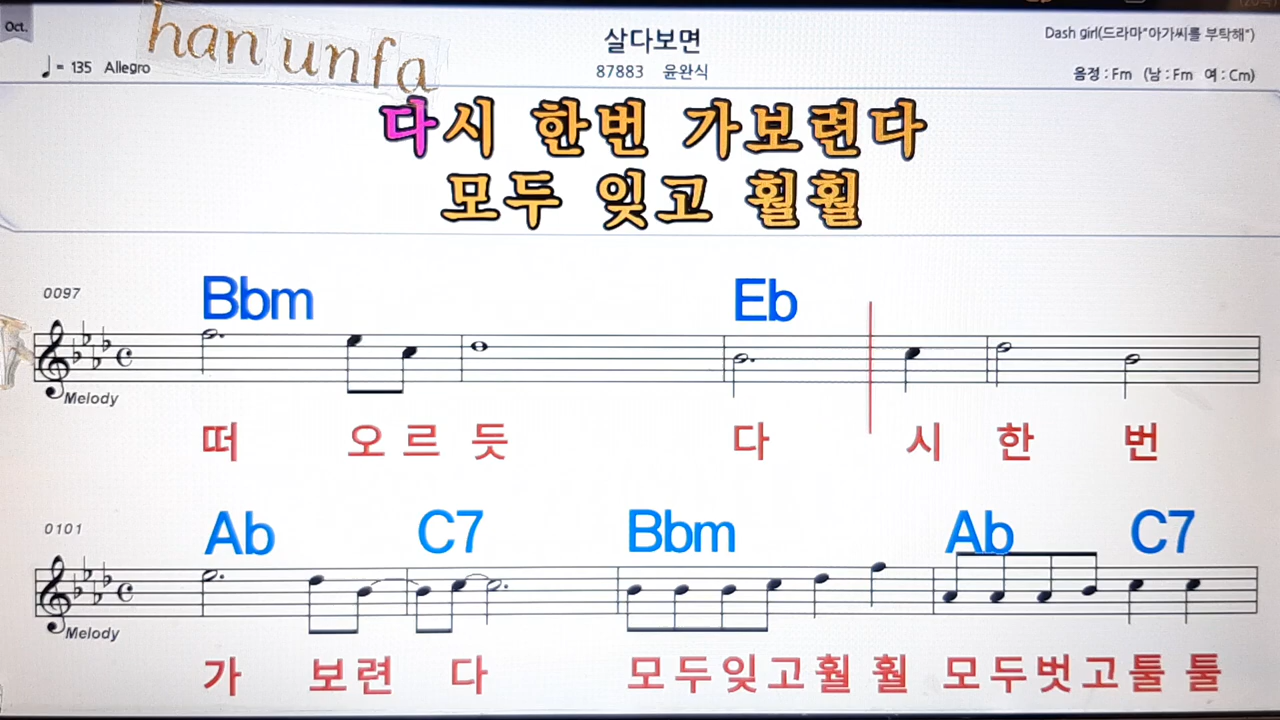 Oct.
han unfa
살다보면
Dash girl(드라마"아가씨를 부탁해")
♩= 135 Allegro
87883 윤완식
음정 : Fm (남 : Fm 여 : Cm)
다시 한번 가보련다
모두 잊고 훨훨
0097
Bbm Eb
Melody
떠 오 르 듯 다 시 한 번
0101
Ab C7 Bbm Ab C7
Melody
가 보 련 다 모 두 잊 고 훨 훨 모 두 벗 고 툴 툴